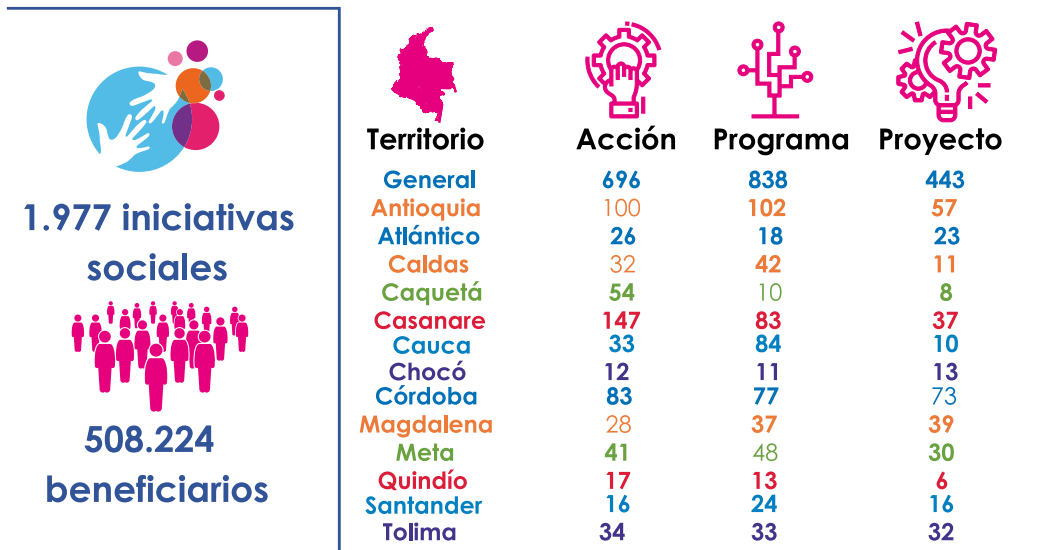 1.977 iniciativas
sociales
508.224
beneficiarios
Territorio Acción Programa Proyecto
General 696 838 443
Antioquia 100 102 57
Atlántico 26 18 23
Caldas 32 42 11
Caquetá 54 10 8
Casanare 147 83 37
Cauca 33 84 10
Chocó 12 11 13
Córdoba 83 77 73
Magdalena 28 37 39
Meta 41 48 30
Quindío 17 13 6
Santander 16 24 16
Tolima 34 33 32